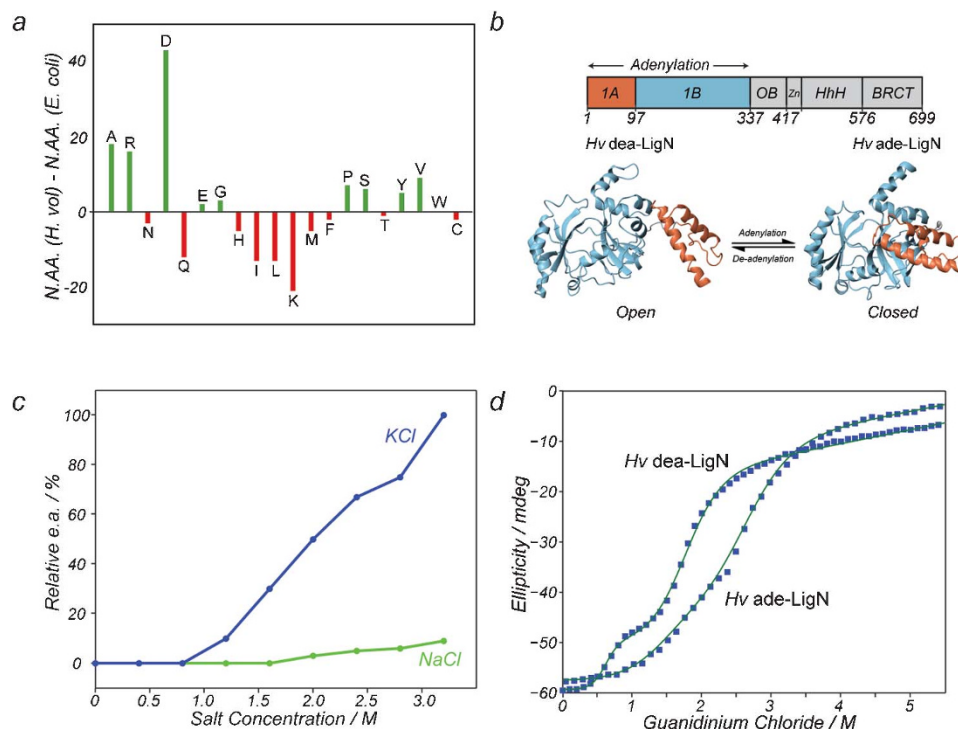 a
N.AA. (H. vol) - N.AA. (E. coli)
40
20
0
-20
A
R
N
D
Q
E
G
H
I
L
K
M
F
P
S
T
Y
V
W
C
b
Adenylation
1A 1B OB Zn HhH BRCT
1 97 337 417 576 699
Hv dea-LigN Hv ade-LigN
Adenylation
De-adenylation
Open Closed
c
Relative e.a. / %
100
80
60
40
20
0
KCl
NaCl
0 0.5 1.0 1.5 2.0 2.5 3.0
Salt Concentration / M
d
Ellipticity / mdeg
0
-10
-20
-30
-40
-50
-60
Hv dea-LigN
Hv ade-LigN
0 1 2 3 4 5
Guanidinium Chloride / M